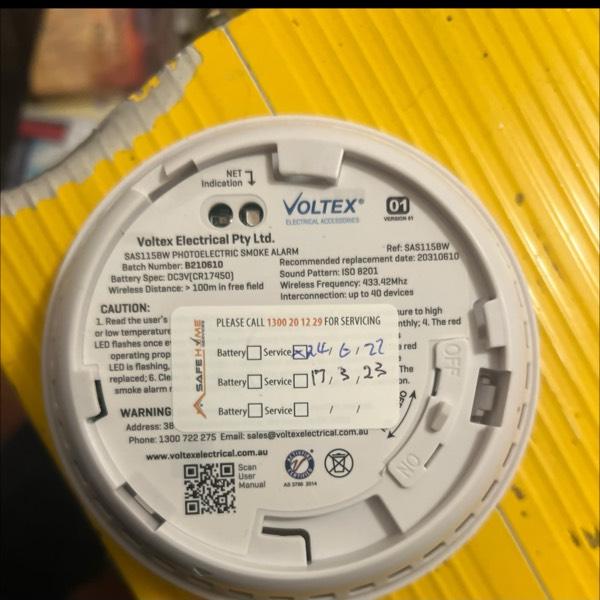 NET
Indication
VOLTEX®
ELECTRICAL ACCESSORIES
01
VERSION 01
Voltex Electrical Pty Ltd.
SAS115BW PHOTOELECTRIC SMOKE ALARM
Ref: SAS115BW
Batch Number: B210610
Recommended replacement date: 20310610
Battery Spec: DC3V(CR17450)
Sound Pattern: ISO 8201
Wireless Distance: > 100m in free field
Wireless Frequency: 433.42Mhz
Interconnection: up to 40 devices
CAUTION:
1. Read the user's
or low temperature
LED flashes once
operating
LED is flashing,
replaced; 6.
smoke alarm
to high
4. The red
red
The
on.
PLEASE CALL 1300 20 12 29 FOR SERVICING
SAFE HOME
Battery Service 24, 6, 22
Battery Service 17, 3, 23
Battery Service / /
OFF
ON
WARNING
Address: 38
Phone: 1300 722 275 Email: sales@voltexelectrical.com.au
www.voltexelectrical.com.au
Scan
User
Manual
AS 3786 2014